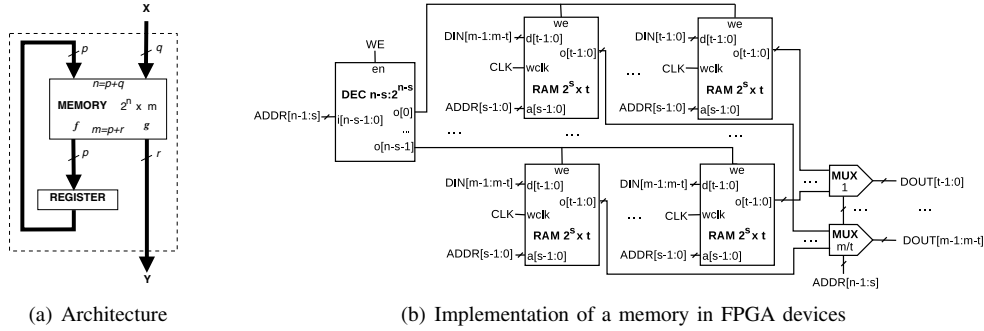 X
p
q
n=p+q
MEMORY 2^n x m
f m=p+r g
p
r
REGISTER
Y
(a) Architecture
WE
en
DEC n-s:2^n-s
ADDR[n-1:s]
i[n-s-1:0]
o[0]
...
o[n-s-1]
we
DIN[m-1:m-t]
d[t-1:0]
o[t-1:0]
CLK
wclk
RAM 2^s x t
ADDR[s-1:0]
a[s-1:0]
...
we
DIN[t-1:0]
d[t-1:0]
o[t-1:0]
...
CLK
wclk
RAM 2^s x t
ADDR[s-1:0]
a[s-1:0]
...
we
DIN[m-1:m-t]
d[t-1:0]
o[t-1:0]
CLK
wclk
RAM 2^s x t
ADDR[s-1:0]
a[s-1:0]
we
DIN[m-1:m-t]
d[t-1:0]
o[t-1:0]
...
CLK
wclk
RAM 2^s x t
ADDR[s-1:0]
a[s-1:0]
...
MUX
1
DOUT[t-1:0]
...
...
...
MUX
m/t
DOUT[m-1:m-t]
ADDR[n-1:s]
(b) Implementation of a memory in FPGA devices